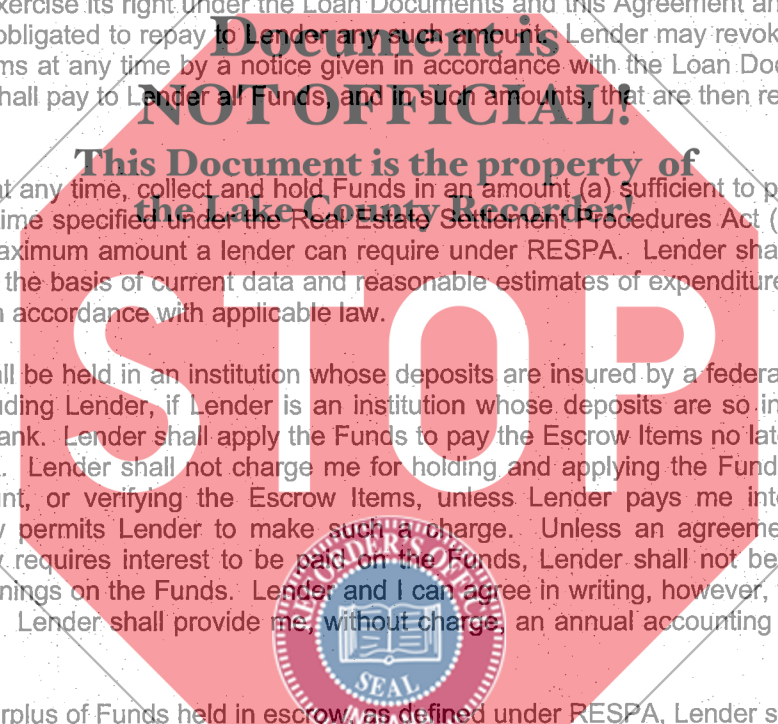 exercise its right under the Loan Documents and this Agreement an
obligated to repay to Lender any such amounts. Lender may revok
Document is
ms at any time by a notice given in accordance with the Loan Doc
hall pay to Lender all Funds, and in such amounts, that are then re
NOT OFFICIAL!
This Document is the property of
at any time, collect and hold Funds in an amount (a) sufficient to p
the Lake County Recorder!
ime specified under the Real Estate Settlement Procedures Act (
aximum amount a lender can require under RESPA. Lender sha
the basis of current data and reasonable estimates of expenditure
n accordance with applicable law.
STOP
all be held in an institution whose deposits are insured by a federa
uding Lender, if Lender is an institution whose deposits are so in
ank. Lender shall apply the Funds to pay the Escrow Items no late
. Lender shall not charge me for holding and applying the Fund
unt, or verifying the Escrow Items, unless Lender pays me inte
w permits Lender to make such a charge. Unless an agreeme
requires interest to be paid on the Funds, Lender shall not be
nings on the Funds. Lender and I can agree in writing, however,
Lender shall provide me, without charge, an annual accounting
RECORDER'S OFFICE
SEAL
urplus of Funds held in escrow, as defined under RESPA, Lender s